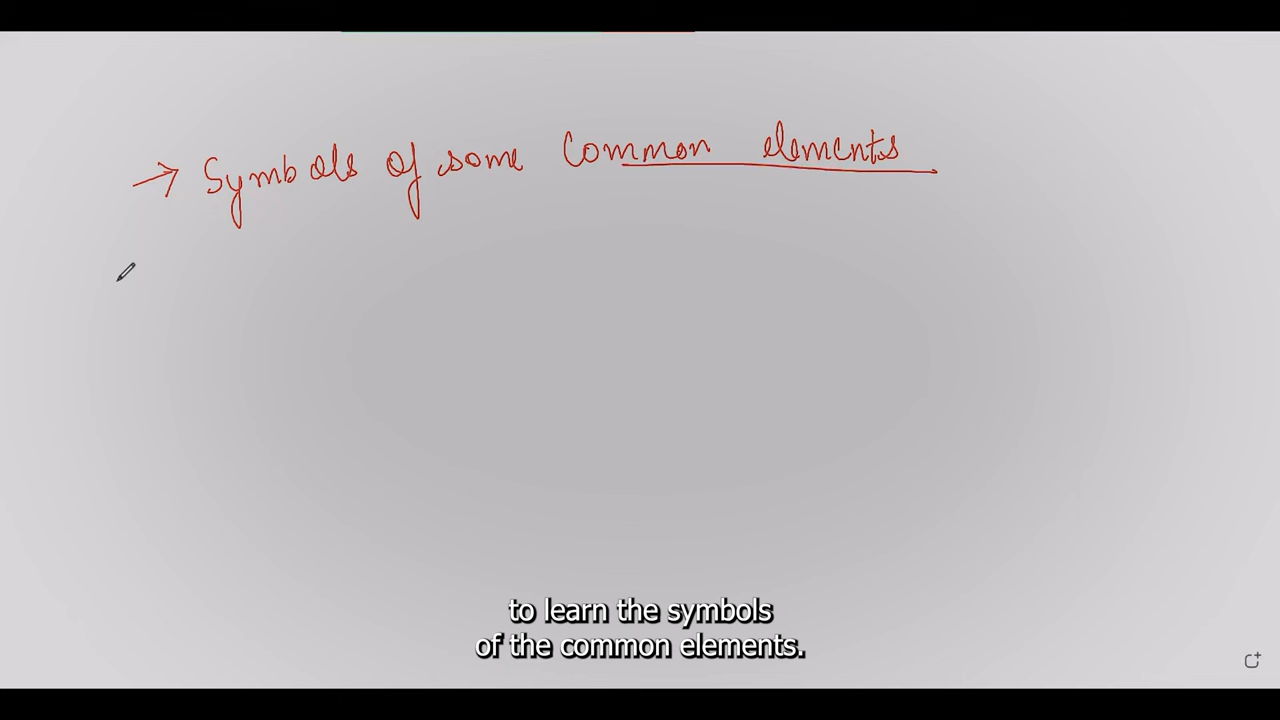 → Symbols of some Common elements
to learn the symbols
of the common elements.